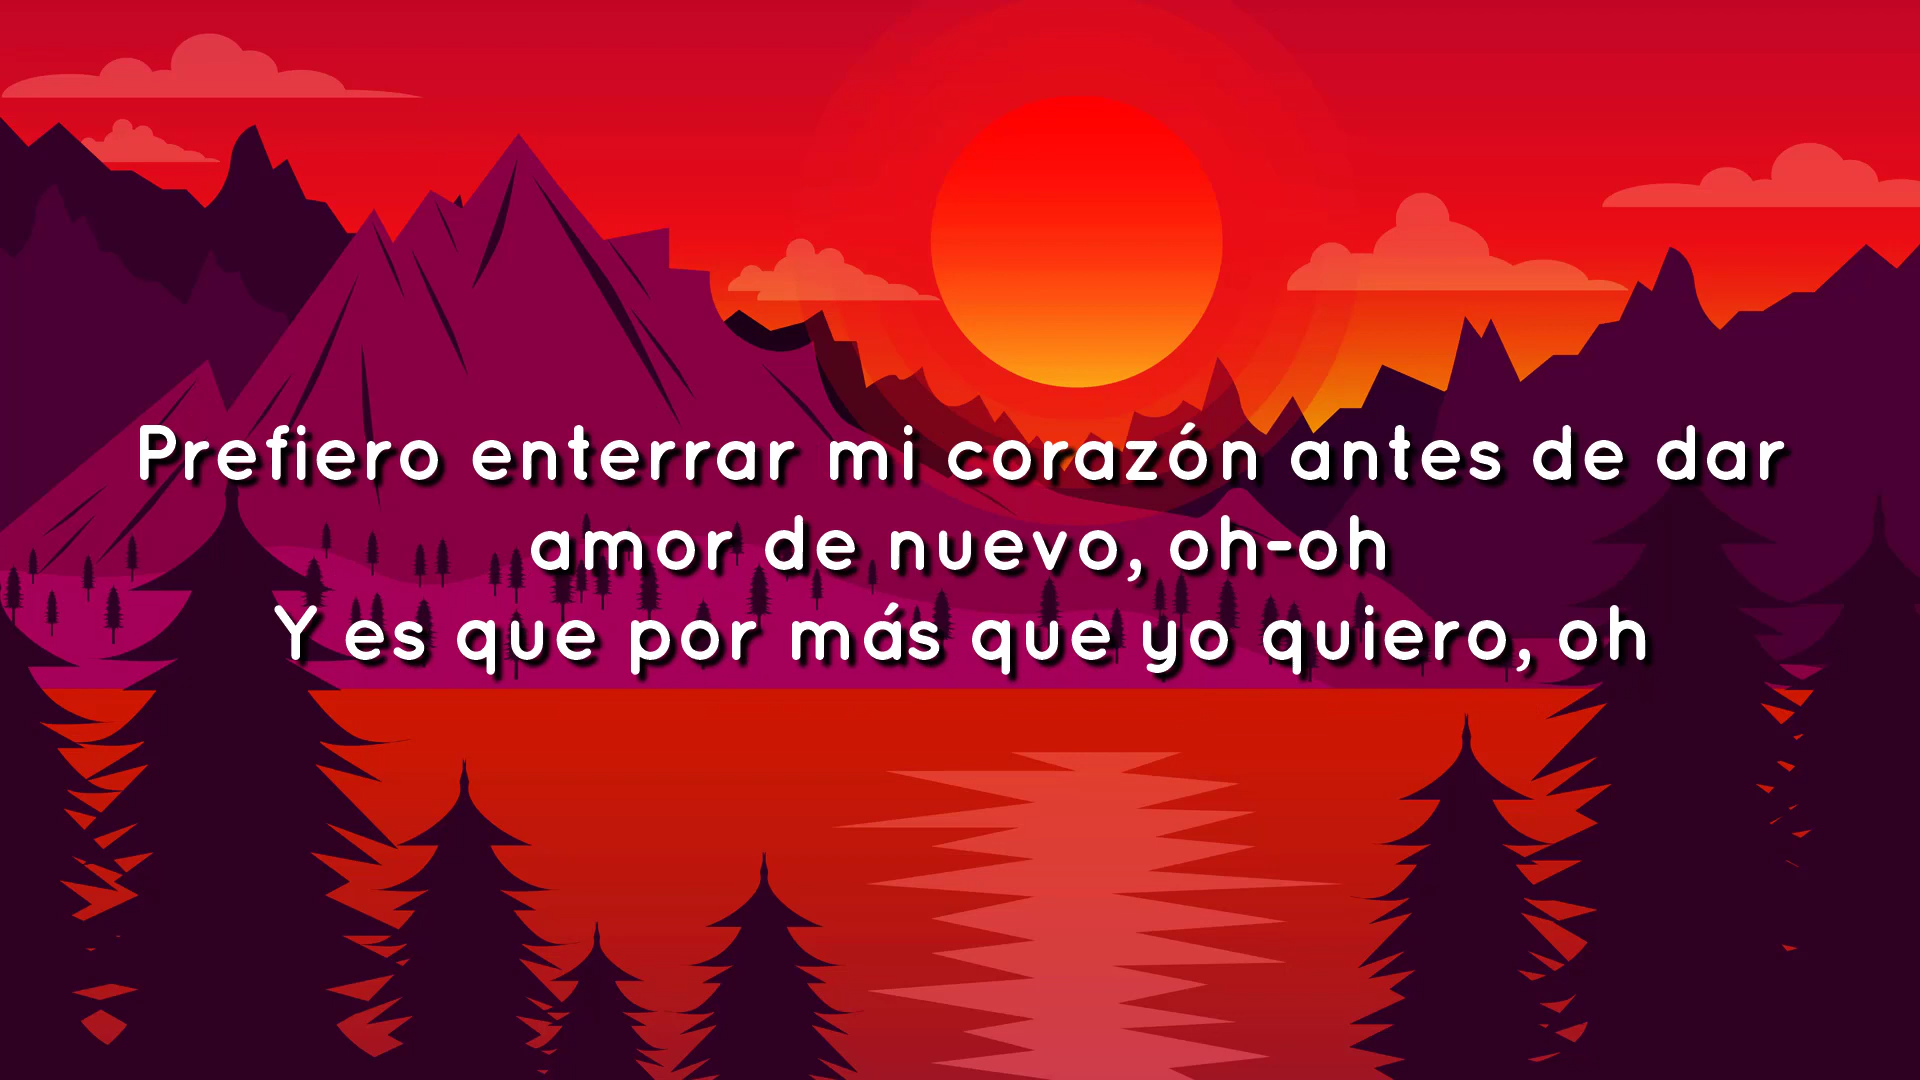 Prefiero enterrar mi corazón antes de dar
amor de nuevo, oh-oh
Y es que por más que yo quiero, oh